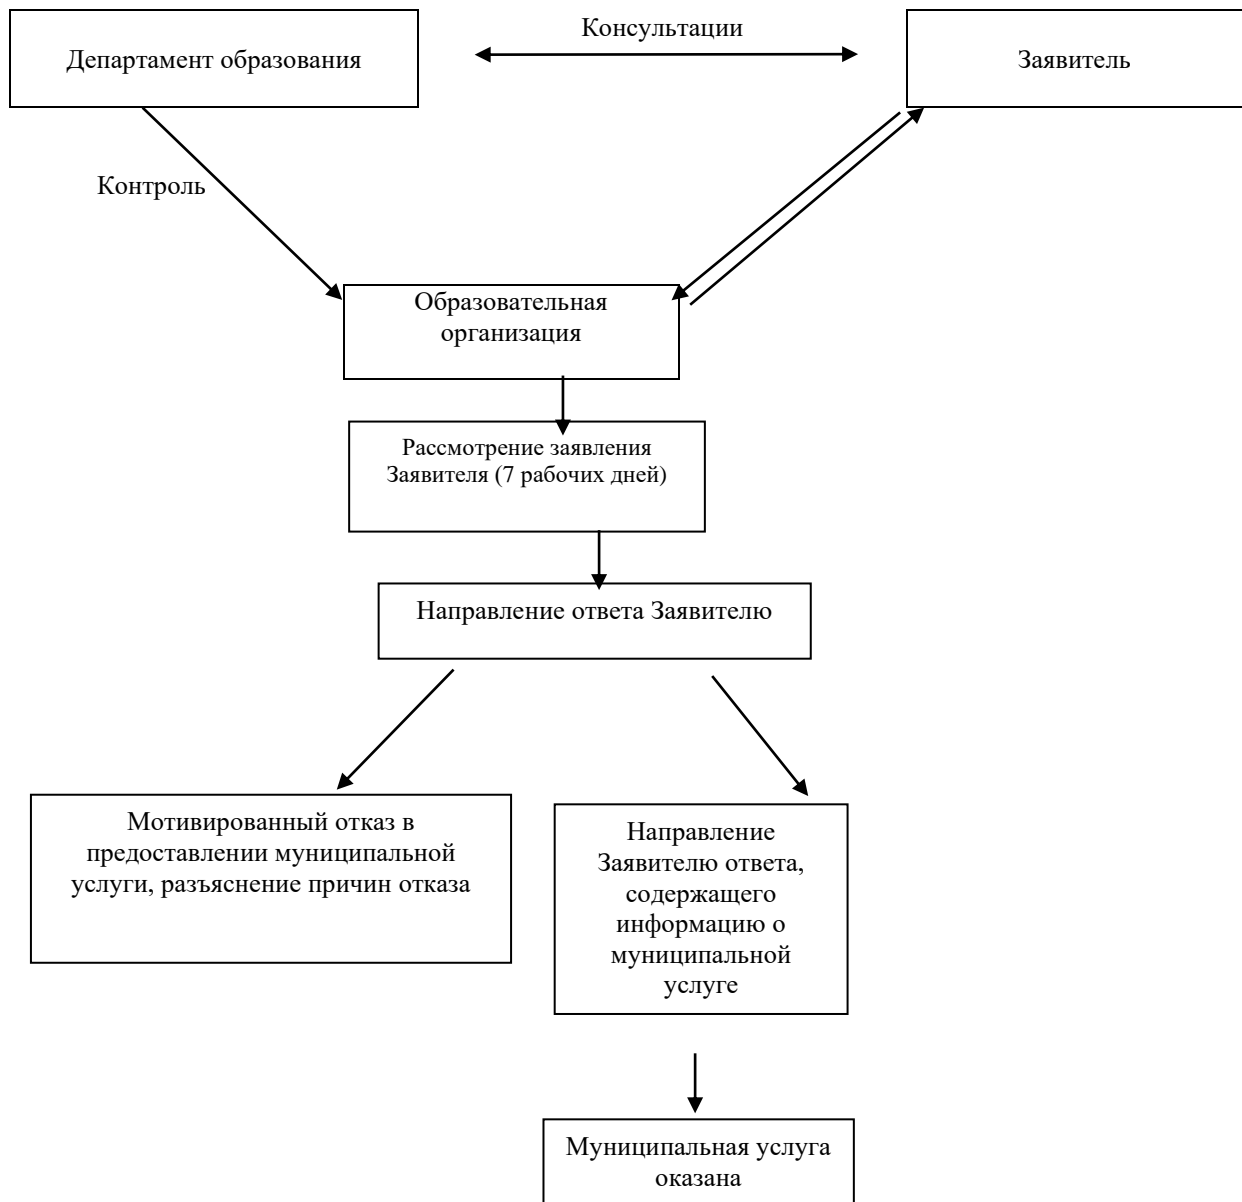 Консультации
Департамент образования
Заявитель
Контроль
Образовательная
организация
Рассмотрение заявления
Заявителя (7 рабочих дней)
Направление ответа Заявителю
Мотивированный отказ в
предоставлении муниципальной
услуги, разъяснение причин отказа
Направление
Заявителю ответа,
содержащего
информацию о
муниципальной
услуге
Муниципальная услуга
оказана